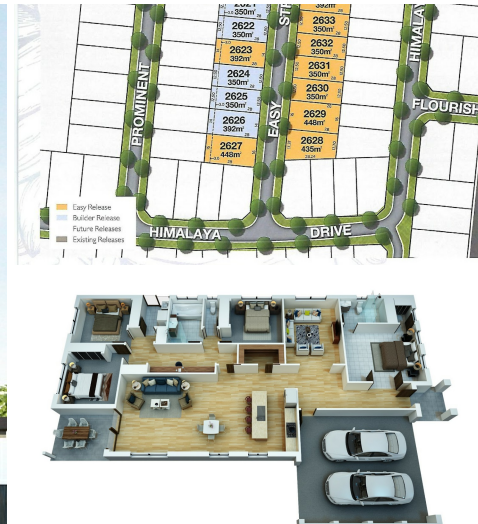 350m²
392m²
2622
350m²
2633
350m²
2623
392m²
2632
350m²
2624
350m²
2631
350m²
2625
350m²
2630
350m²
2626
392m²
2629
448m²
2627
448m²
2628
435m²
PROMINENT
EASY
HIMALAYA
FLOURISH
HIMALAYA DRIVE
Easy Release
Builder Release
Future Releases
Existing Releases